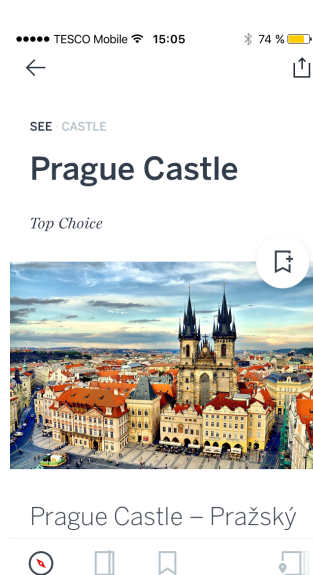 TESCO Mobile 15:05 74 %
SEE · CASTLE
Prague Castle
Top Choice
Prague Castle – Pražský